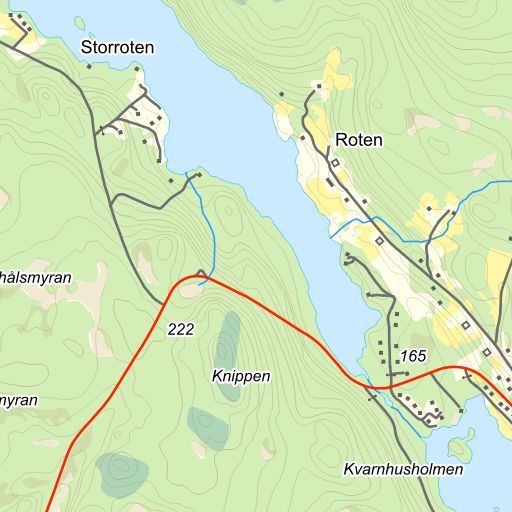 Storroten
Roten
hålsmyran
222
165
Knippen
myran
Kvarnhusholmen